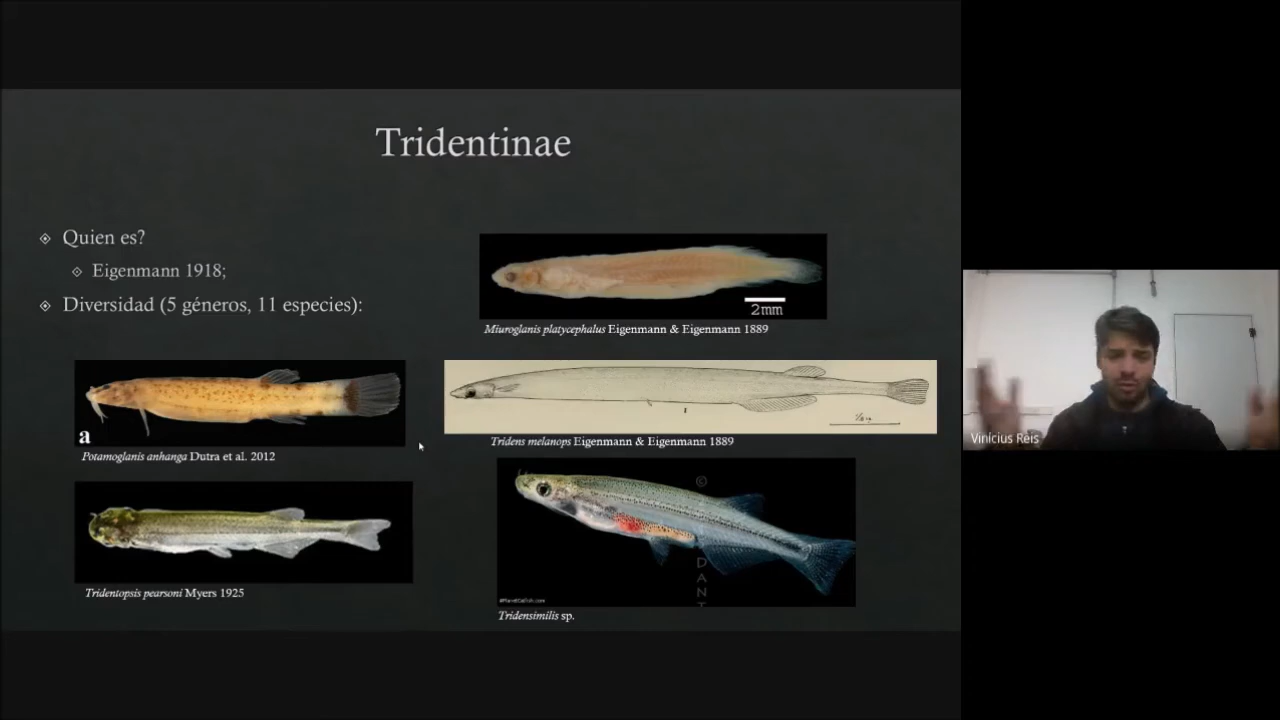 Tridentinae
Quien es?
Eigenmann 1918;
Diversidad (5 géneros, 11 especies):
2mm
Miuroglanis platycephalus Eigenmann & Eigenmann 1889
a
Potamoglanis anhanga Dutra et al. 2012
Tridens melanops Eigenmann & Eigenmann 1889
Tridentopsis pearsoni Myers 1925
©
DANT
Tridensimilis sp.
Vinícius Reis